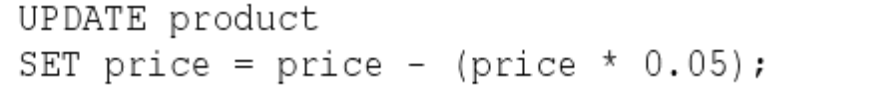 UPDATE product
SET price = price - (price * 0.05);